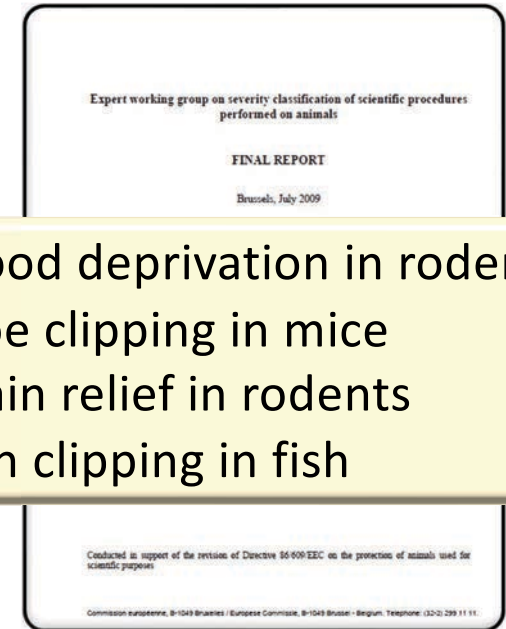 Expert working group on severity classification of scientific procedures
performed on animals
FINAL REPORT
Brussels, July 2009
ood deprivation in roden
e clipping in mice
in relief in rodents
n clipping in fish
Conducted in support of the revision of Directive 86/609/EEC on the protection of animals used for
scientific purposes
Commission européenne, B-1049 Bruxelles / Europese Commissie, B-1049 Brussel - Belgium. Telephone: (32-2) 299 11 11.